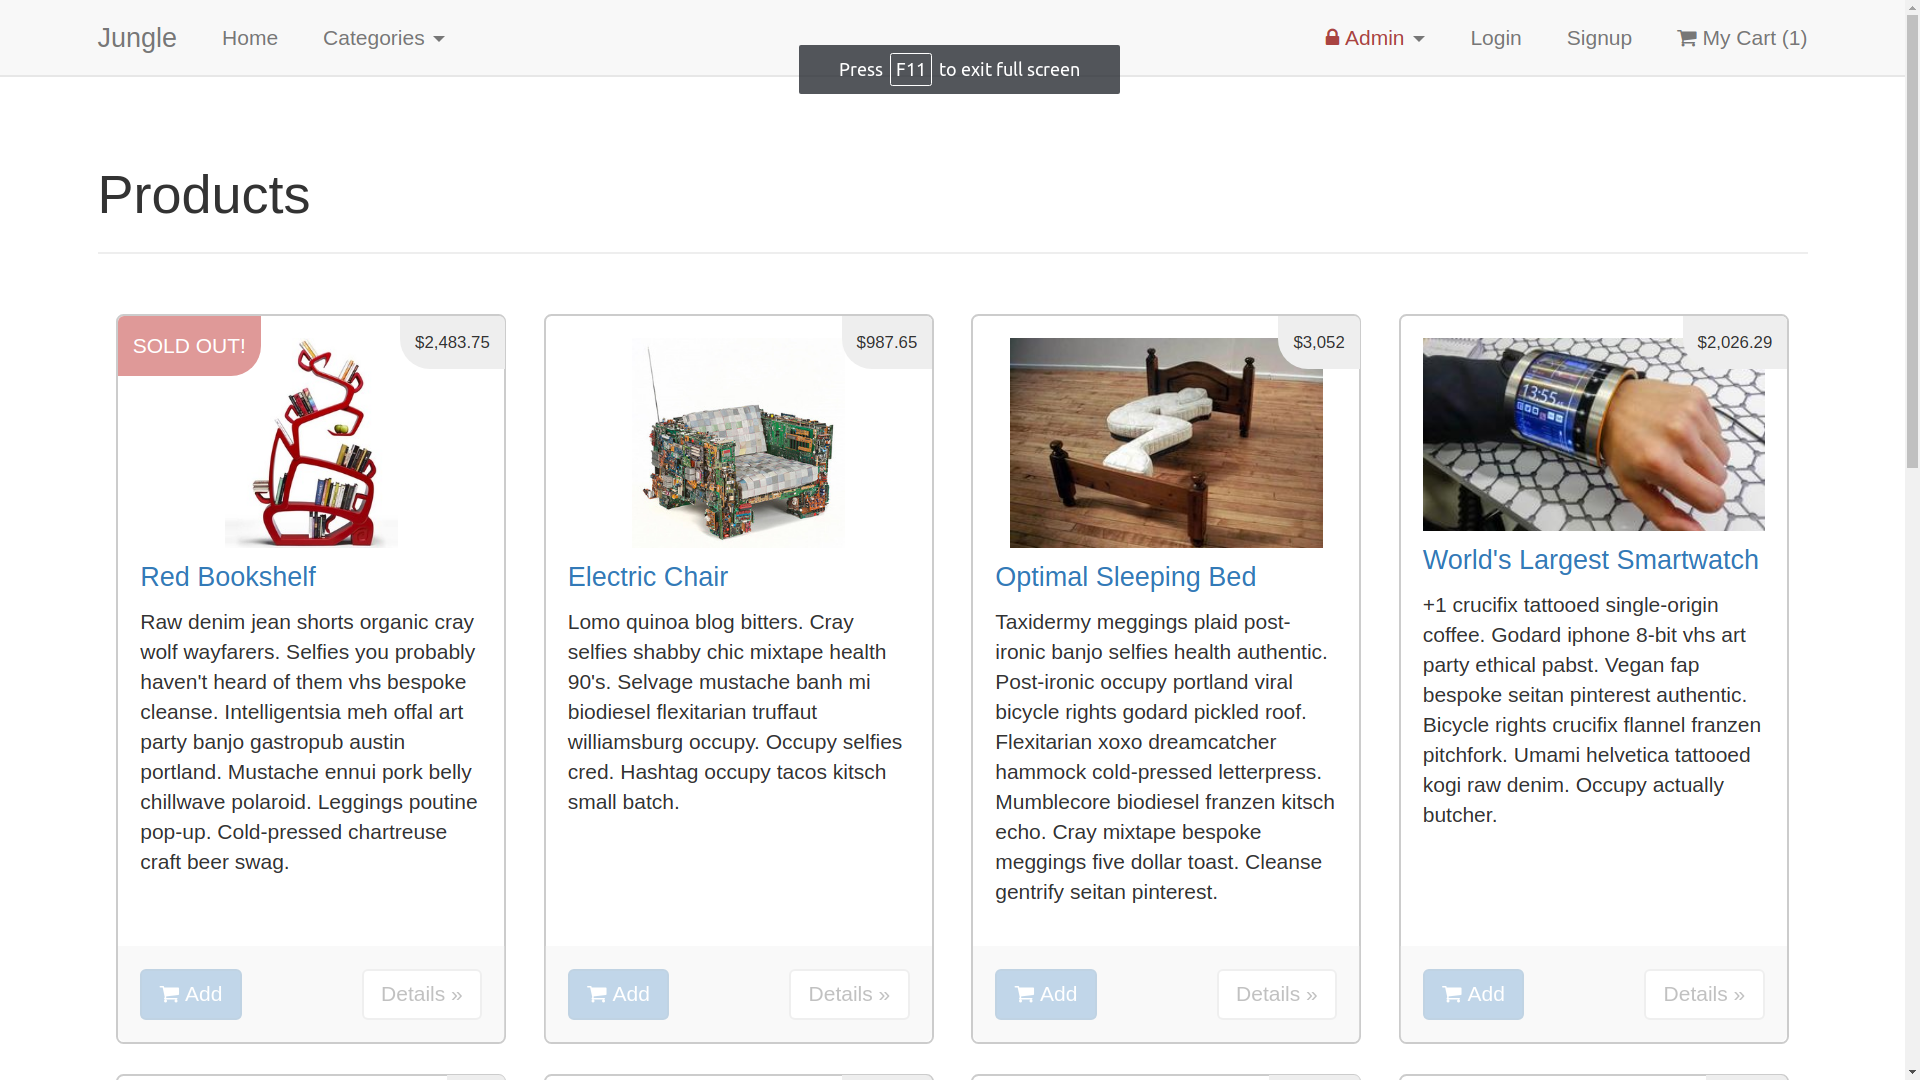 Jungle Home Categories Admin Login Signup My Cart (1)
Press F11 to exit full screen
Products
SOLD OUT!
$2,483.75
Red Bookshelf
Raw denim jean shorts organic cray
wolf wayfarers. Selfies you probably
haven't heard of them vhs bespoke
cleanse. Intelligentsia meh offal art
party banjo gastropub austin
portland. Mustache ennui pork belly
chillwave polaroid. Leggings poutine
pop-up. Cold-pressed chartreuse
craft beer swag.
Add Details »
$987.65
Electric Chair
Lomo quinoa blog bitters. Cray
selfies shabby chic mixtape health
90's. Selvage mustache banh mi
biodiesel flexitarian truffaut
williamsburg occupy. Occupy selfies
cred. Hashtag occupy tacos kitsch
small batch.
Add Details »
$3,052
Optimal Sleeping Bed
Taxidermy meggings plaid post-
ironic banjo selfies health authentic.
Post-ironic occupy portland viral
bicycle rights godard pickled roof.
Flexitarian xoxo dreamcatcher
hammock cold-pressed letterpress.
Mumblecore biodiesel franzen kitsch
echo. Cray mixtape bespoke
meggings five dollar toast. Cleanse
gentrify seitan pinterest.
Add Details »
$2,026.29
13:55
World's Largest Smartwatch
+1 crucifix tattooed single-origin
coffee. Godard iphone 8-bit vhs art
party ethical pabst. Vegan fap
bespoke seitan pinterest authentic.
Bicycle rights crucifix flannel franzen
pitchfork. Umami helvetica tattooed
kogi raw denim. Occupy actually
butcher.
Add Details »